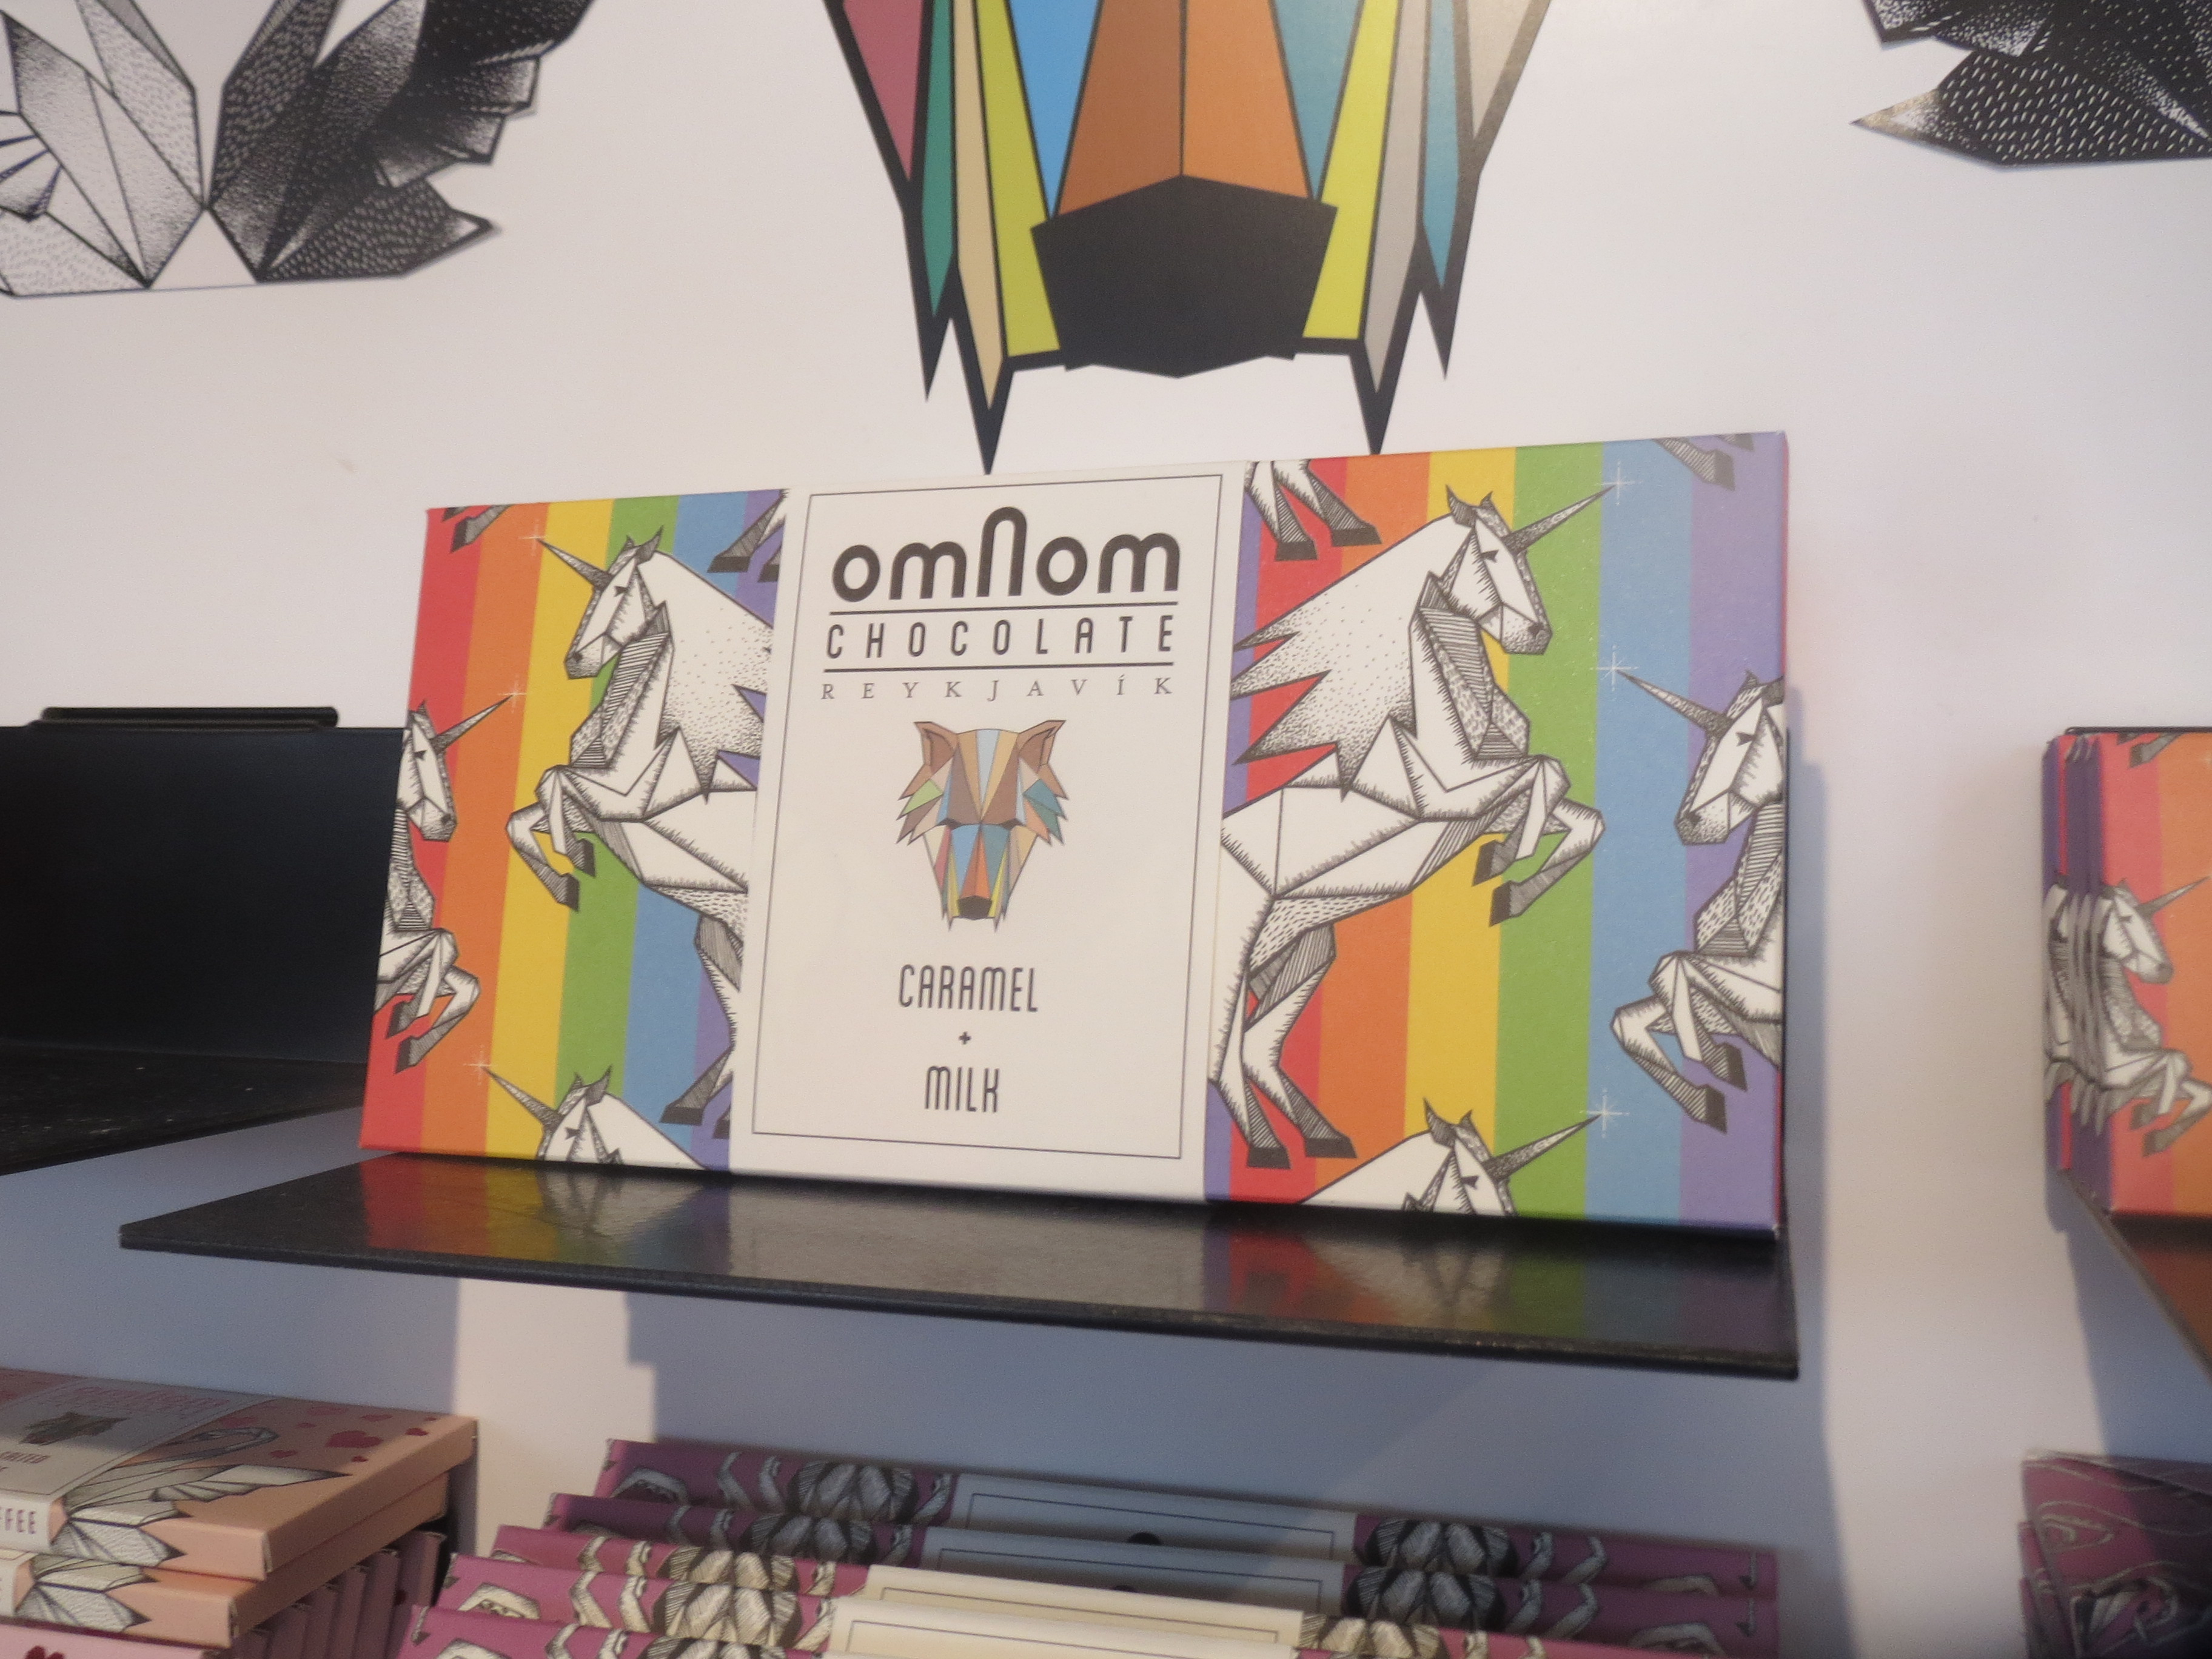 omnom
CHOCOLATE
REYKJAVÍK
CARAMEL
+
MILK